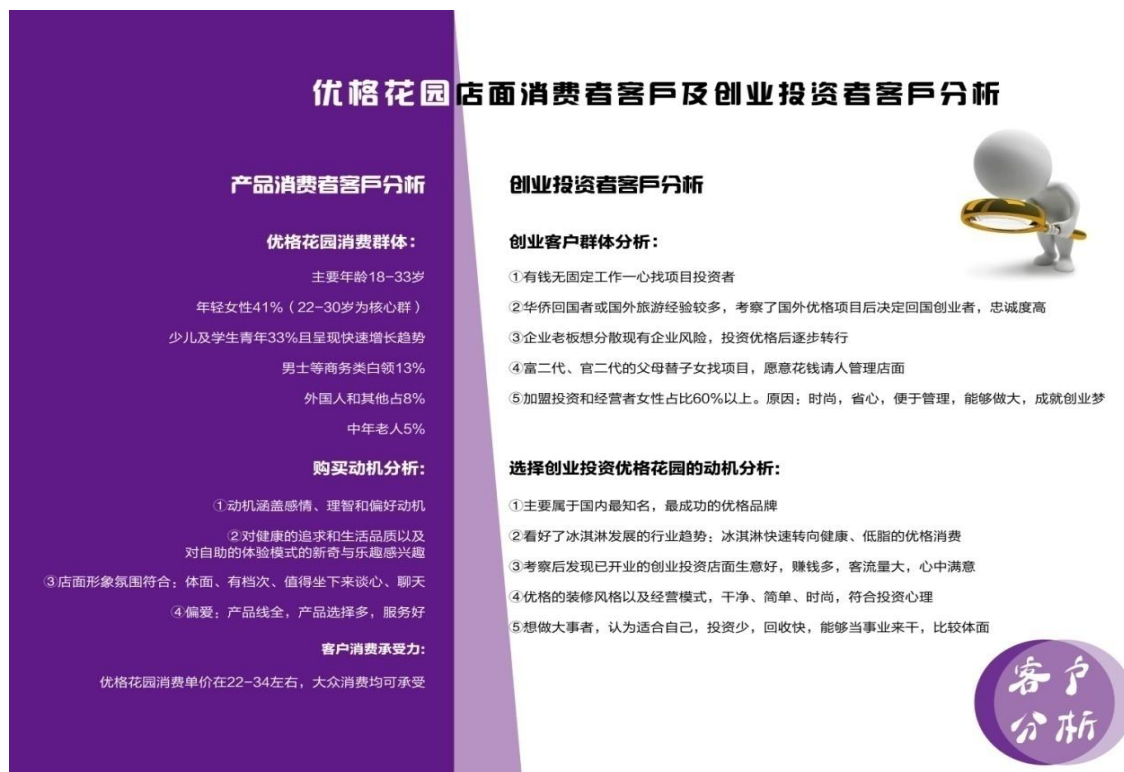 优格花园店面消费者客户及创业投资者客户分析
产品消费者客户分析
优格花园消费群体：
主要年龄18-33岁
年轻女性41%（22-30岁为核心群）
少儿及学生青年33%且呈现快速增长趋势
男士等商务类白领13%
外国人和其他占8%
中年老人5%
购买动机分析：
①动机涵盖感情、理智和偏好动机
②对健康的追求和生活品质以及
对自助的体验模式的新奇与乐趣感兴趣
③店面形象氛围符合；体面、有档次、值得坐下来谈心、聊天
④偏爱；产品线全，产品选择多，服务好
客户消费承受力:
优格花园消费单价在22-34左右，大众消费均可承受
创业投资者客户分析
创业客户群体分析：
①有钱无固定工作一心找项目投资者
②华侨回国者或国外旅游经验较多，考察了国外优格项目后决定回国创业者，忠诚度高
③企业老板想分散现有企业风险，投资优格后逐步转行
④富二代、官二代的父母替子女找项目，愿意花钱请人管理店面
⑤加盟投资和经营者女性占比60%以上。原因；时尚，省心，便于管理，能够做大，成就创业梦
选择创业投资优格花园的动机分析：
①主要属于国内最知名，最成功的优格品牌
②看好了冰淇淋发展的行业趋势；冰淇淋快速转向健康、低脂的优格消费
③考察后发现已开业的创业投资店面生意好，赚钱多，客流量大，心中满意
④优格的装修风格以及经营模式，干净、简单、时尚，符合投资心理
⑤想做大事者，认为适合自己，投资少，回收快，能够当事业来干，比较体面
客户
分析